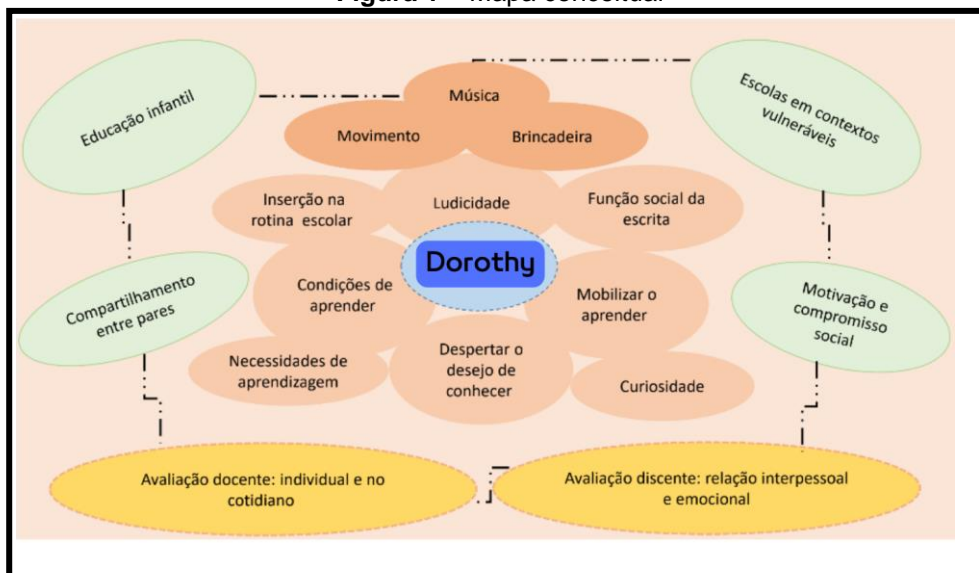 Figura 1 – Mapa conceitual
Educação infantil
Música
Movimento
Brincadeira
Escolas em contextos
vulneráveis
Inserção na
rotina escolar
Ludicidade
Função social da
escrita
Dorothy
Compartilhamento
entre pares
Condições de
aprender
Mobilizar o
aprender
Motivação e
compromisso
social
Necessidades de
aprendizagem
Despertar o
desejo de
conhecer
Curiosidade
Avaliação docente: individual e no
cotidiano
Avaliação discente: relação interpessoal
e emocional